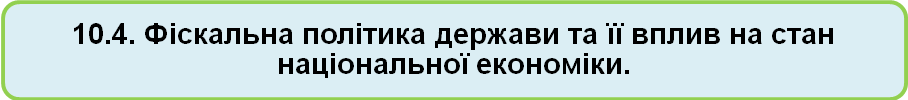 10.4. Фіскальна політика держави та її вплив на стан
національної економіки.